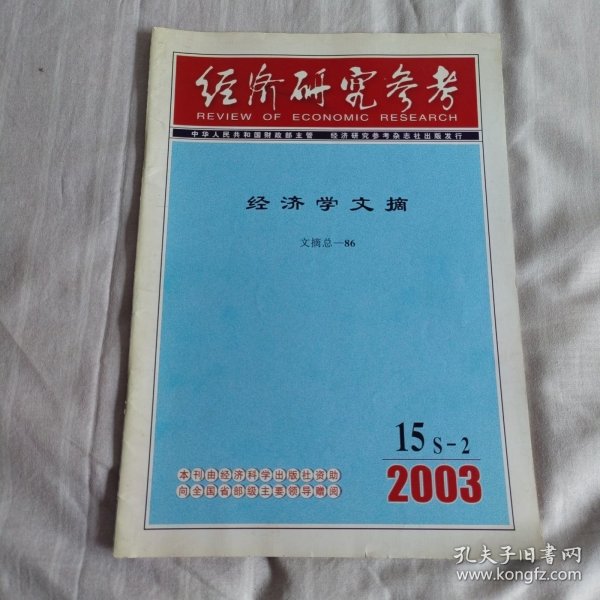 经济研究参考
REVIEW OF ECONOMIC RESEARCH
中华人民共和国财政部主管 经济研究参考杂志社出版发行
经济学文摘
文摘总—86
15 S-2
2003
本刊由经济科学出版社资助
向全国省部级主要领导赠阅
孔夫子旧书网
www.kongfz.com